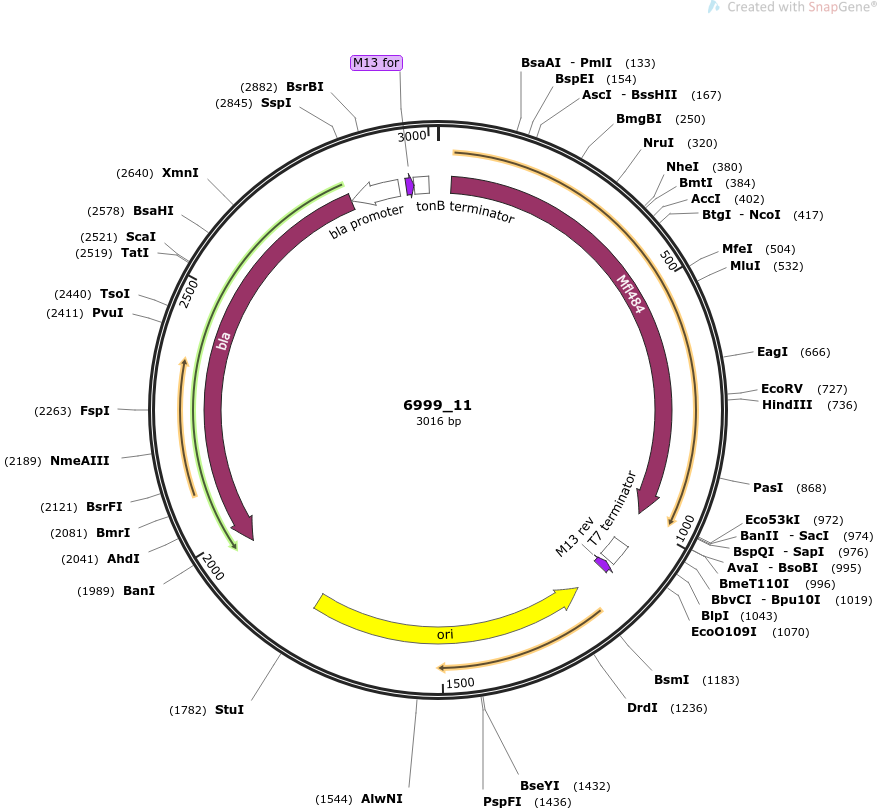 Created with SnapGene®
M13 for
(2882) BsrBI
(2845) SspI
(2640) XmnI
(2578) BsaHI
(2521) ScaI
(2519) TatI
(2440) TsoI
(2411) PvuI
(2263) FspI
(2189) NmeAIII
(2121) BsrFI
(2081) BmrI
(2041) AhdI
(1989) BanI
(1782) StuI
(1544) AlwNI
BsaAI - PmlI (133)
BspEI (154)
AscI - BssHII (167)
BmgBI (250)
NruI (320)
NheI (380)
BmtI (384)
AccI (402)
BtgI - NcoI (417)
MfeI (504)
MluI (532)
EagI (666)
EcoRV (727)
HindIII (736)
PasI (868)
Eco53kI (972)
BanII - SacI (974)
BspQI - SapI (976)
AvaI - BsoBI (995)
BmeT110I (996)
BbvCI - Bpu10I (1019)
BlpI (1043)
EcoO109I (1070)
BsmI (1183)
DrdI (1236)
BseYI (1432)
PspFI (1436)
3000
500
1000
1500
2000
2500
bla promoter
tonB terminator
Mfl484
bla
T7 terminator
M13 rev
ori
6999_11
3016 bp